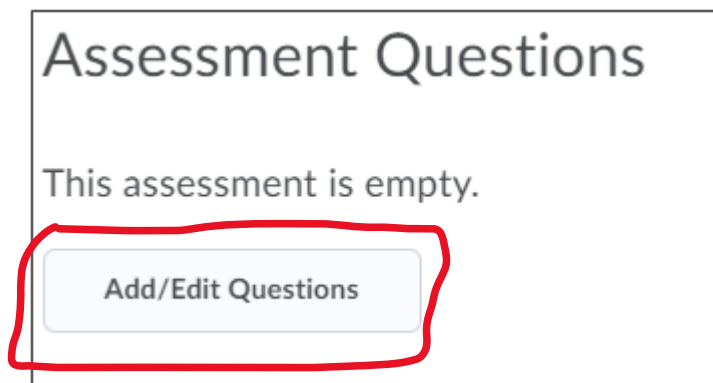 Assessment Questions
This assessment is empty.
Add/Edit Questions